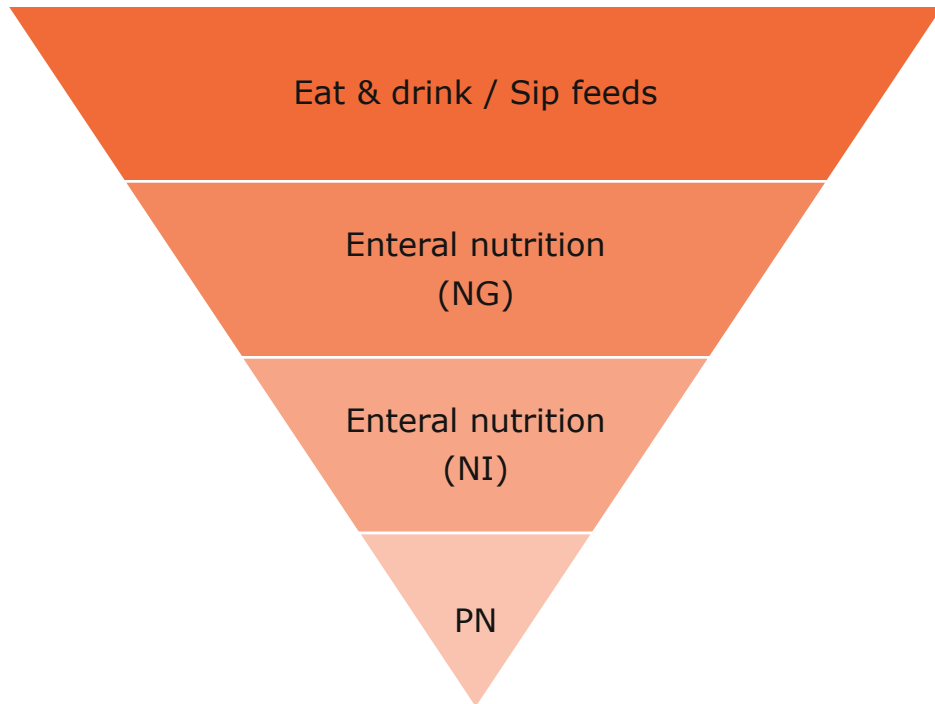 Eat & drink / Sip feeds
Enteral nutrition
(NG)
Enteral nutrition
(NI)
PN